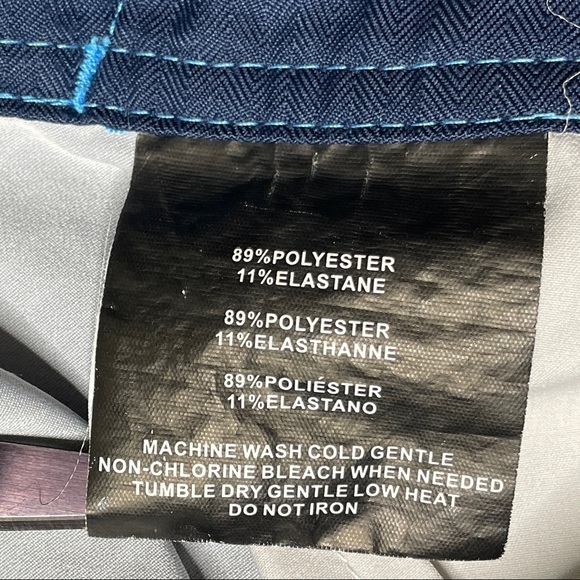 89%POLYESTER
11%ELASTANE
89%POLYESTER
11%ELASTHANNE
89%POLIÉSTER
11%ELASTANO
MACHINE WASH COLD GENTLE
NON-CHLORINE BLEACH WHEN NEEDED
TUMBLE DRY GENTLE LOW HEAT
DO NOT IRON